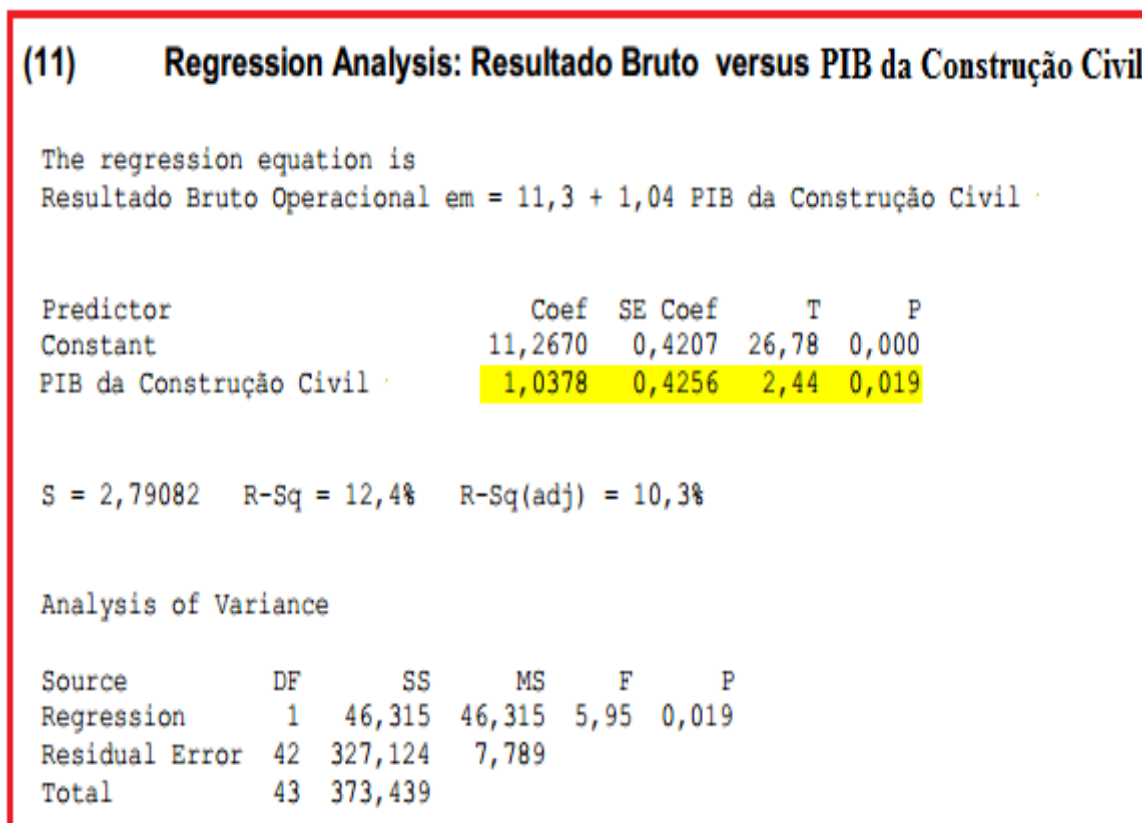 (11) Regression Analysis: Resultado Bruto versus PIB da Construção Civil
The regression equation is
Resultado Bruto Operacional em = 11,3 + 1,04 PIB da Construção Civil
Predictor Coef SE Coef T P
Constant 11,2670 0,4207 26,78 0,000
PIB da Construção Civil 1,0378 0,4256 2,44 0,019
S = 2,79082 R-Sq = 12,4% R-Sq(adj) = 10,3%
Analysis of Variance
Source DF SS MS F P
Regression 1 46,315 46,315 5,95 0,019
Residual Error 42 327,124 7,789
Total 43 373,439